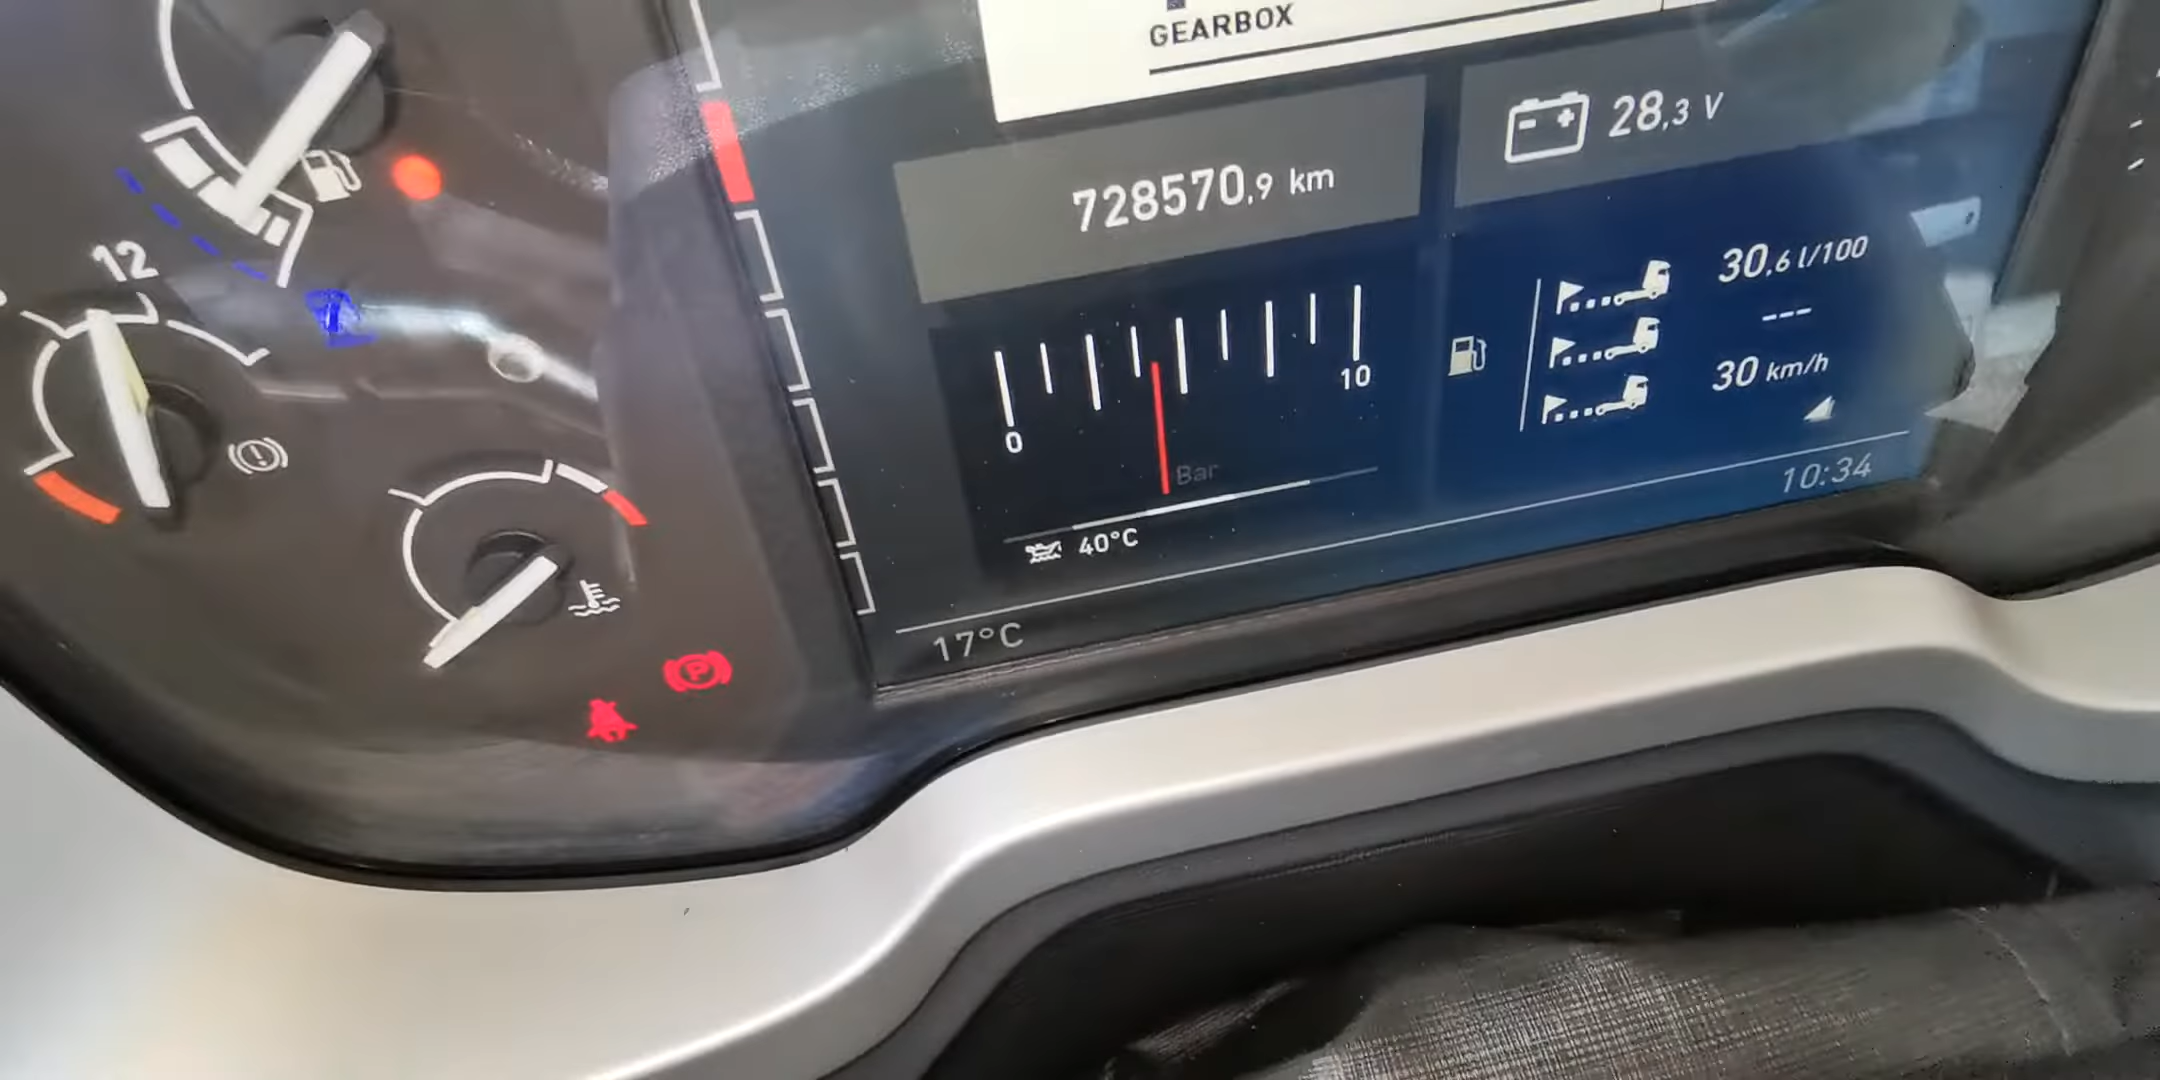 GEARBOX
728570,9 km
28,3 V
12
30,6 l/100
---
30 km/h
0
10
Bar
40°C
10:34
17°C
P